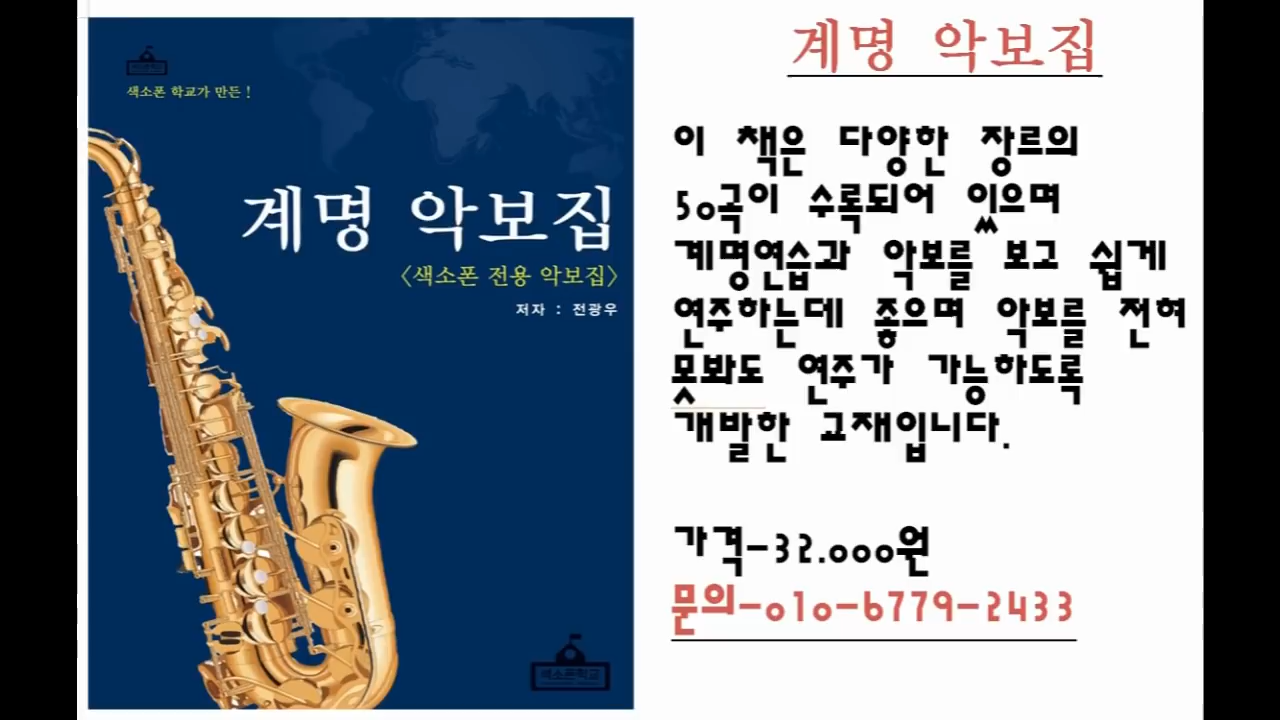 색소폰 학교가 만든 !
계명 악보집
<색소폰 전용 악보집>
저자 : 전광우
색소폰학교
계명 악보집
이 책은 다양한 장르의
50곡이 수록되어 있으며
계명연습과 악보를 보고 쉽게
연주하는데 좋으며 악보를 전혀
못봐도 연주가 가능하도록
개발한 교재입니다.
가격-32.000원
문의-010-6779-2433